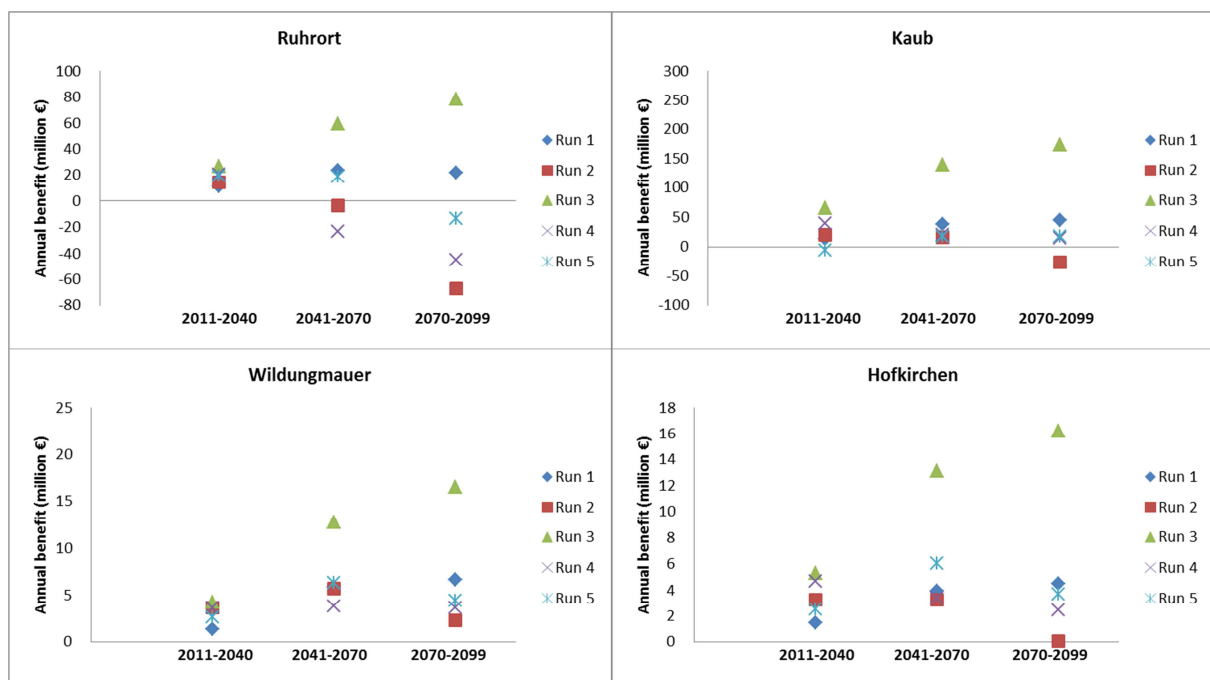 Ruhrort
Annual benefit (million €)
100
80
60
40
20
0
-20
-40
-60
-80
2011-2040 2041-2070 2070-2099
Run 1
Run 2
Run 3
Run 4
Run 5
Kaub
Annual benefit (million €)
300
250
200
150
100
50
0
-50
-100
2011-2040 2041-2070 2070-2099
Run 1
Run 2
Run 3
Run 4
Run 5
Wildungmauer
Annual benefit (million €)
25
20
15
10
5
0
2011-2040 2041-2070 2070-2099
Run 1
Run 2
Run 3
Run 4
Run 5
Hofkirchen
Annual benefit (million €)
18
16
14
12
10
8
6
4
2
0
2011-2040 2041-2070 2070-2099
Run 1
Run 2
Run 3
Run 4
Run 5